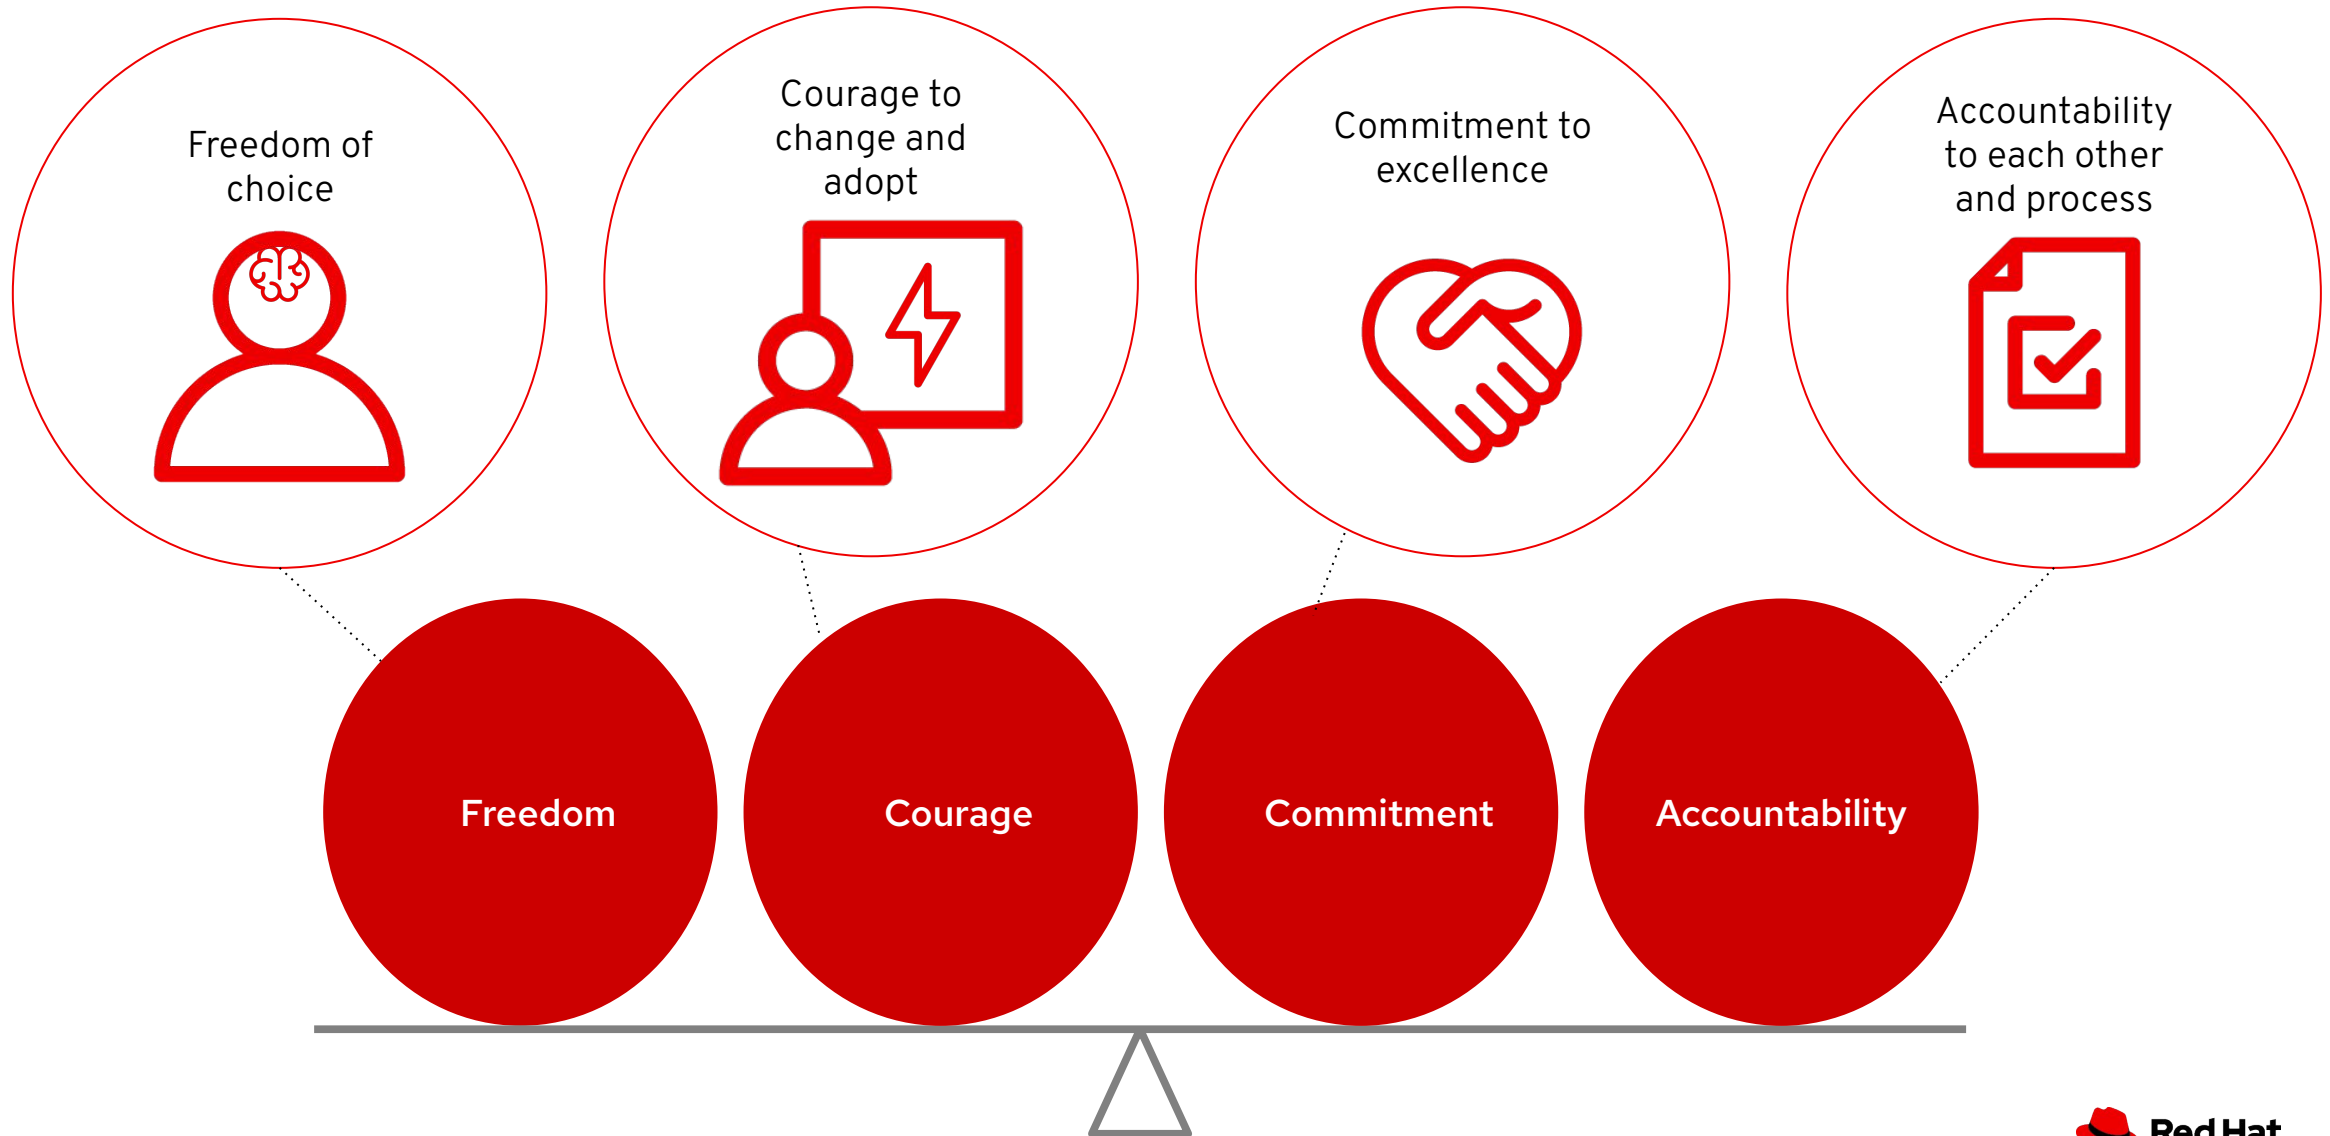 Freedom of
choice
Courage to
change and
adopt
Commitment to
excellence
Accountability
to each other
and process
Freedom
Courage
Commitment
Accountability
Red Hat